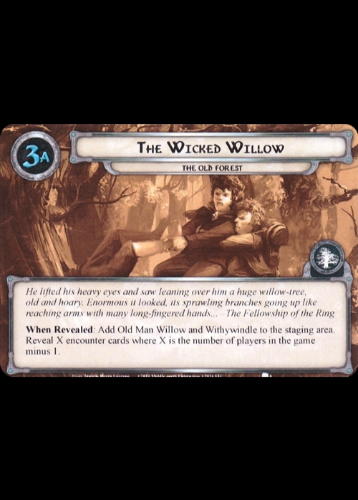 3A
THE WICKED WILLOW
THE OLD FOREST
He lifted his heavy eyes and saw leaning over him a huge willow-tree,
old and hoary. Enormous it looked, its sprawling branches going up like
reaching arms with many long-fingered hands... The Fellowship of the Ring
When Revealed: Add Old Man Willow and Withywindle to the staging area.
Reveal X encounter cards where X is the number of players in the game
minus 1.